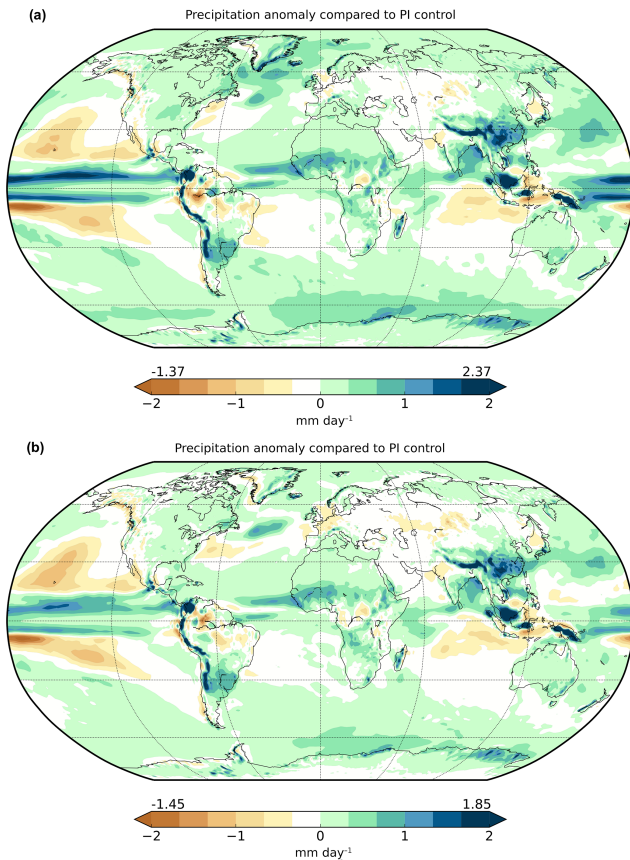 (a)
Precipitation anomaly compared to PI control
-1.37 2.37
−2 −1 0 1 2
mm day⁻¹
(b)
Precipitation anomaly compared to PI control
-1.45 1.85
−2 −1 0 1 2
mm day⁻¹